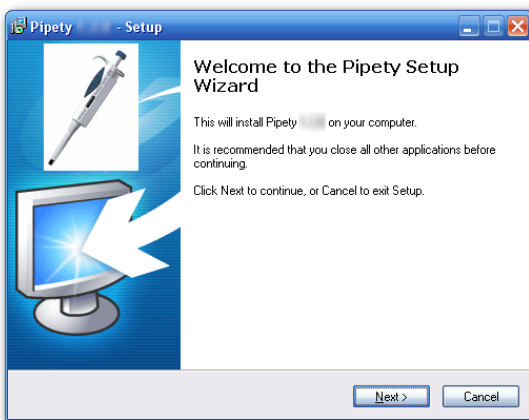 Pipety - Setup
Welcome to the Pipety Setup
Wizard
This will install Pipety on your computer.
It is recommended that you close all other applications before
continuing.
Click Next to continue, or Cancel to exit Setup.
Next >
Cancel